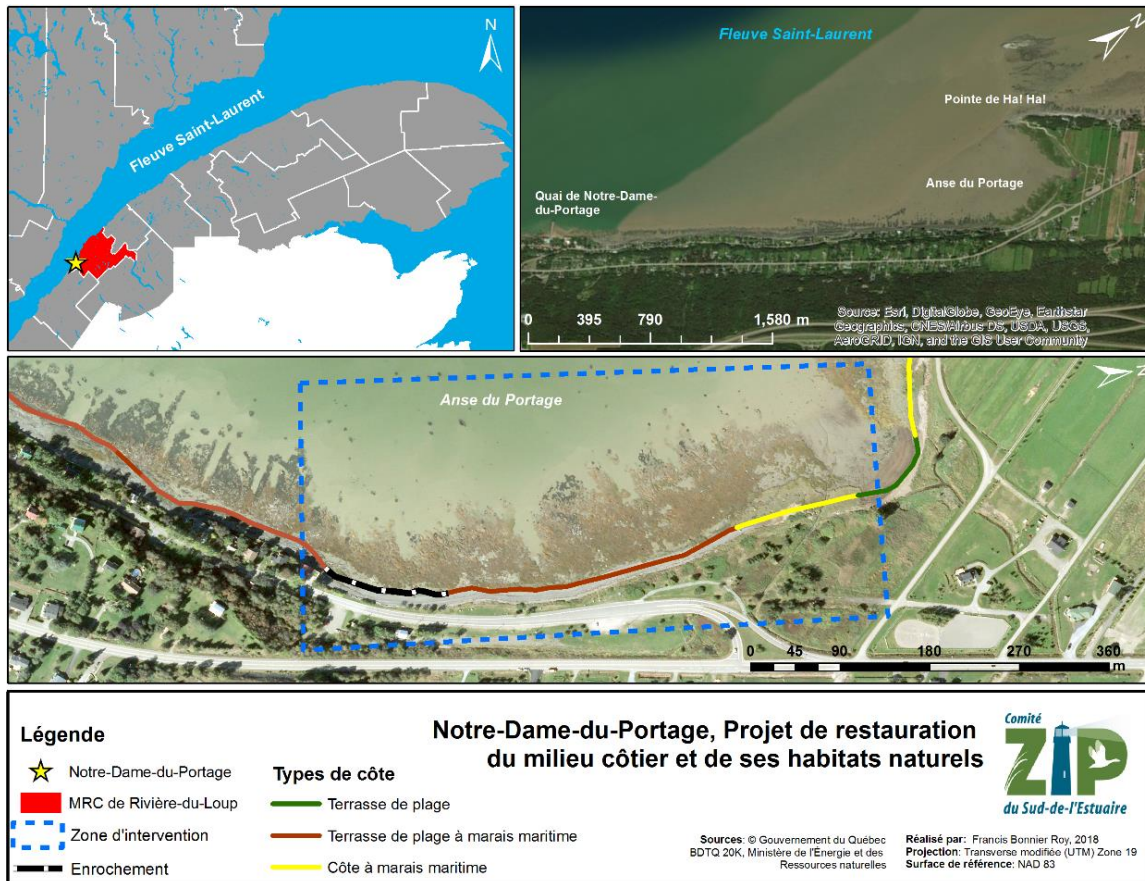 N
Fleuve Saint-Laurent
Fleuve Saint-Laurent
N
Pointe de Ha! Ha!
Anse du Portage
Quai de Notre-Dame-
du-Portage
0 395 790 1,580 m
Source: Esri, DigitalGlobe, GeoEye, Earthstar
Geographics, CNES/Airbus DS, USDA, USGS,
AeroGRID, IGN, and the GIS User Community
Anse du Portage
N
0 45 90 180 270 360
m
Légende
Notre-Dame-du-Portage
MRC de Rivière-du-Loup
Zone d'intervention
Enrochement
Types de côte
Terrasse de plage
Terrasse de plage à marais maritime
Côte à marais maritime
Notre-Dame-du-Portage, Projet de restauration
du milieu côtier et de ses habitats naturels
Comité
ZIP
du Sud-de-l'Estuaire
Sources: © Gouvernement du Québec
BDTQ 20K, Ministère de l'Énergie et des
Ressources naturelles
Réalisé par: Francis Bonnier Roy, 2018
Projection: Transverse modifiée (UTM) Zone 19
Surface de référence: NAD 83